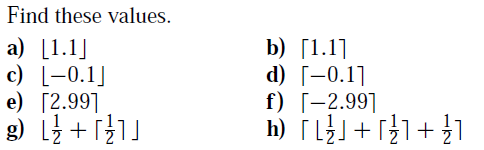 Find these values.
a) ⌊1.1⌋ b) ⌈1.1⌉
c) ⌊−0.1⌋ d) ⌈−0.1⌉
e) ⌈2.99⌉ f) ⌈−2.99⌉
g) ⌊½ + ⌈½⌉⌋ h) ⌈⌊½⌋ + ⌈½⌉ + ½⌉